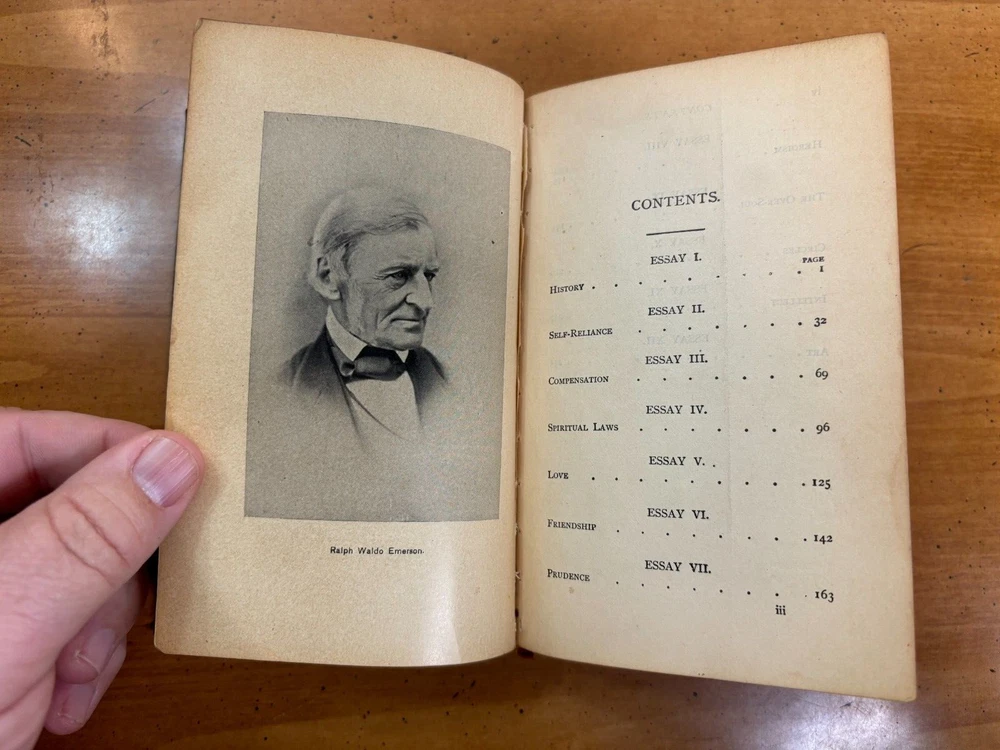 Ralph Waldo Emerson.
CONTENTS.
ESSAY I.
PAGE
HISTORY . . . . . . . . 1
ESSAY II.
SELF-RELIANCE . . . . . . . 32
ESSAY III.
COMPENSATION . . . . . . . 69
ESSAY IV.
SPIRITUAL LAWS . . . . . . . 96
ESSAY V.
LOVE . . . . . . . . . 125
ESSAY VI.
FRIENDSHIP . . . . . . . . 142
ESSAY VII.
PRUDENCE . . . . . . . . 163
iii